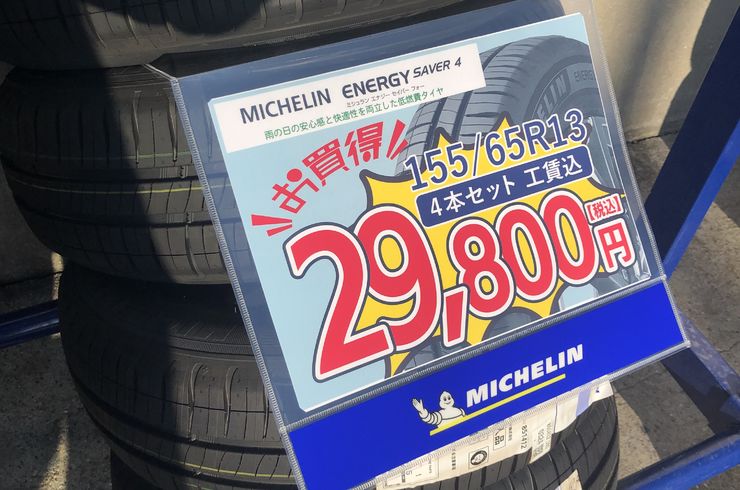 MICHELIN ENERGY SAVER 4
ミシュラン エナジー セイバー フォー
雨の日の安心感と快適性を両立した低燃費タイヤ
お買得
155/65R13
4本セット 工賃込
29,800円
【税込】
MICHELIN